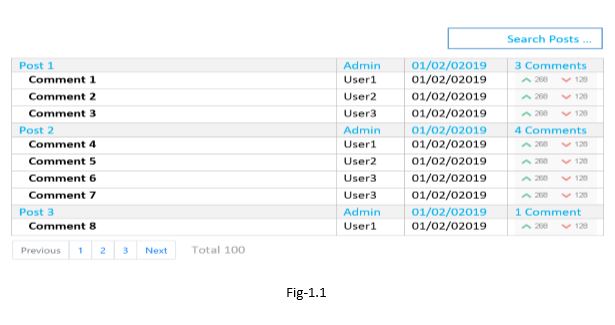 Search Posts ...
Post 1 Admin 01/02/02019 3 Comments
Comment 1 User1 01/02/02019 268 128
Comment 2 User2 01/02/02019 268 128
Comment 3 User3 01/02/02019 268 128
Post 2 Admin 01/02/02019 4 Comments
Comment 4 User1 01/02/02019 268 128
Comment 5 User2 01/02/02019 268 128
Comment 6 User3 01/02/02019 268 128
Comment 7 User3 01/02/02019 268 128
Post 3 Admin 01/02/02019 1 Comment
Comment 8 User1 01/02/02019 268 128
Previous 1 2 3 Next Total 100
Fig-1.1